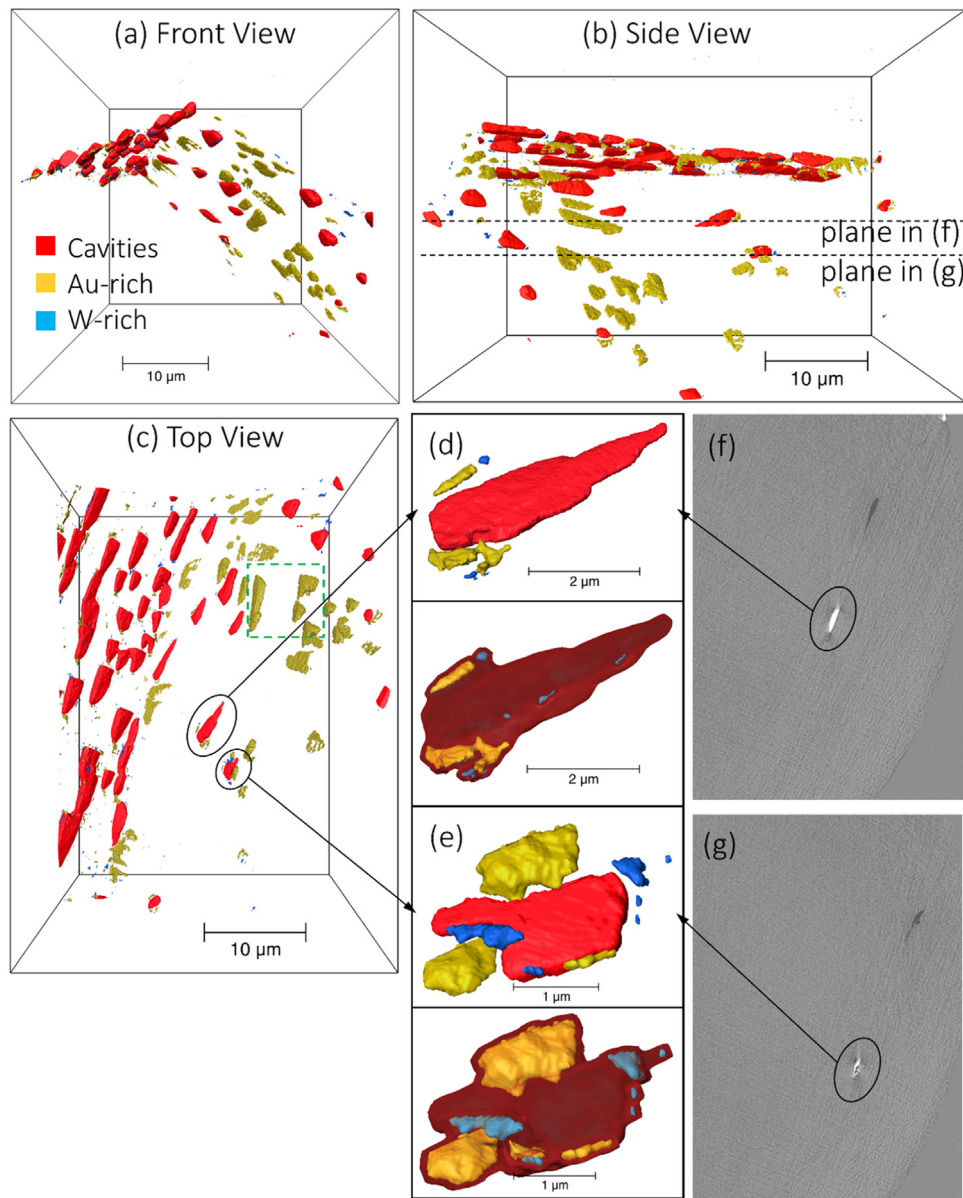 (a) Front View
Cavities
Au-rich
W-rich
10 μm
(b) Side View
plane in (f)
plane in (g)
10 μm
(c) Top View
10 μm
(d)
2 μm
2 μm
(e)
1 μm
1 μm
(f)
(g)